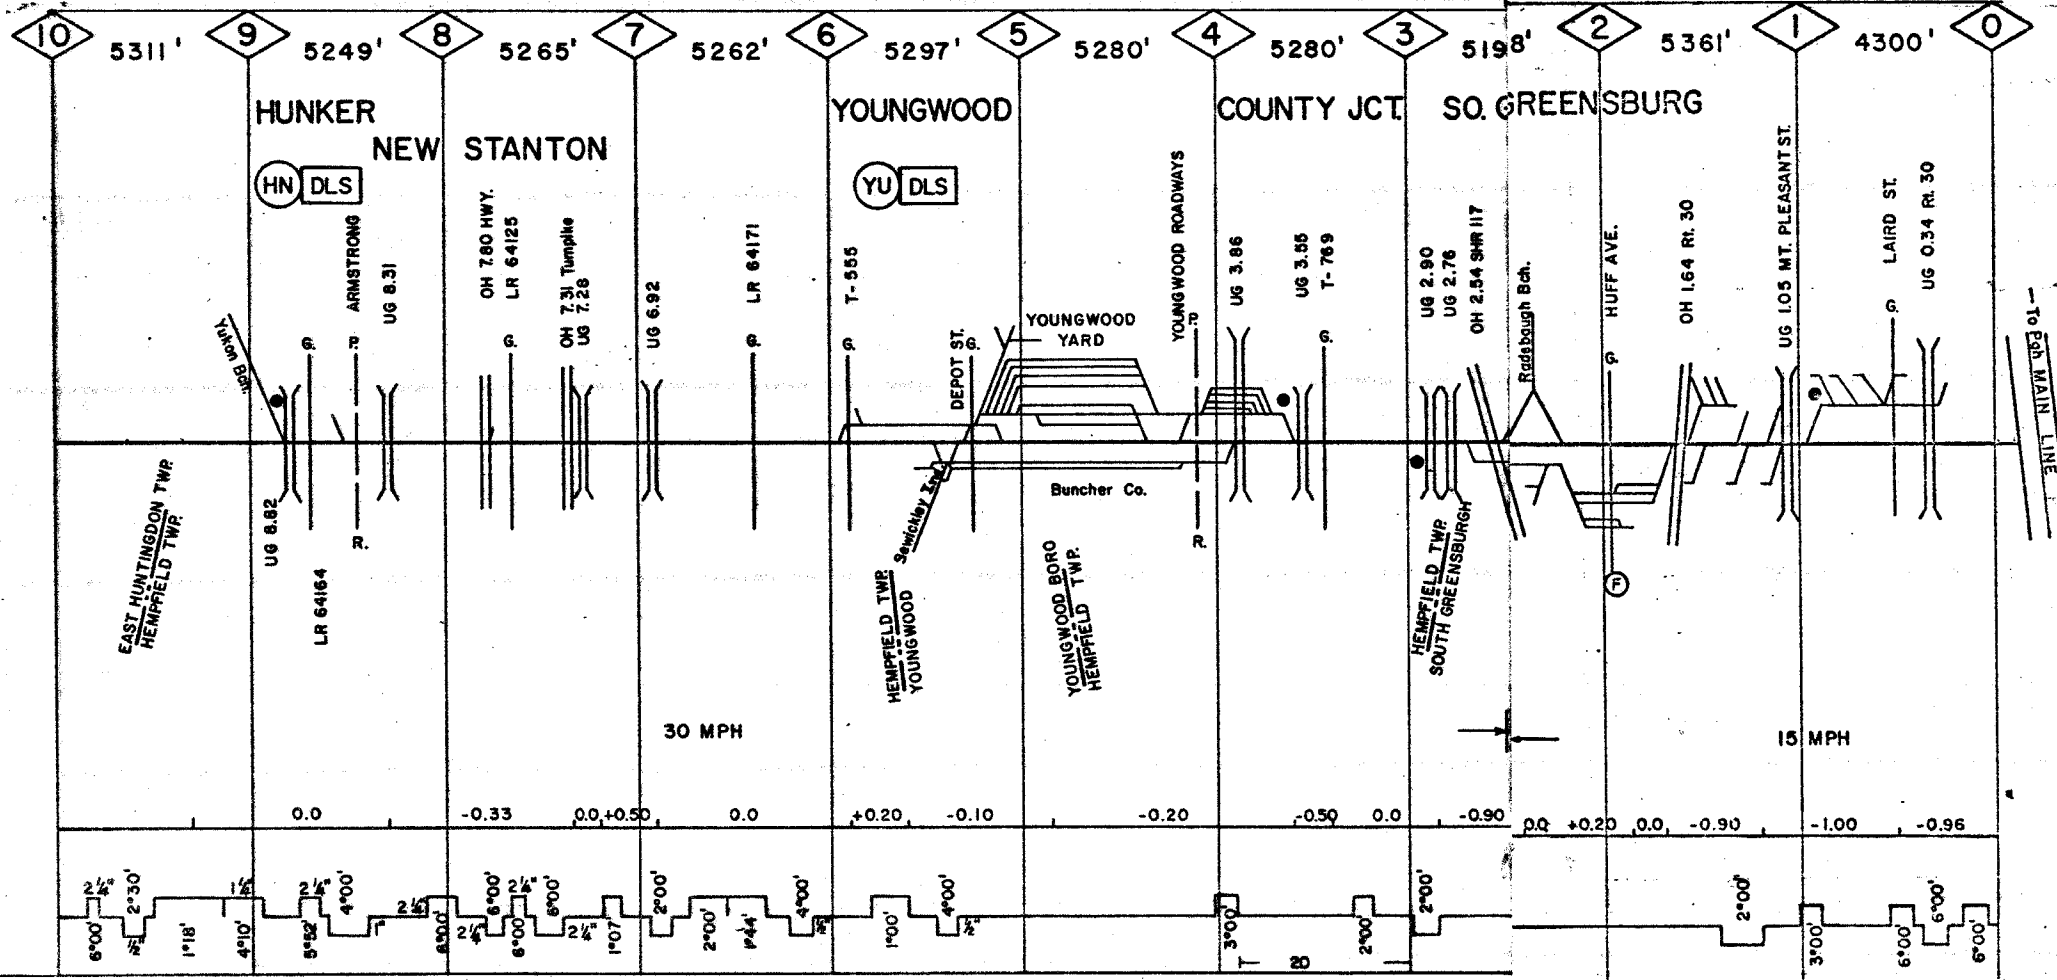 10 9 8 7 6 5 4 3 2 1 0
5311' 5249' 5265' 5262' 5297' 5280' 5280' 5198' 5361' 4300'
HUNKER YOUNGWOOD COUNTY JCT. SO. GREENSBURG
NEW STANTON
HN DLS YU DLS
Yukon Bch.
UG 8.82
G.
LR 64164
R
ARMSTRONG
R.
UG 8.31
OH 7.80 HWY.
LR 64125
G.
OH 7.31 Turnpike
UG 7.28
UG 6.92
LR 64171
G.
T-555
G.
DEPOT ST.
G.
YOUNGWOOD
YARD
Sewickley Ind.
Buncher Co.
YOUNGWOOD ROADWAYS
R
R
UG 3.86
UG 3.55
T-769
G.
UG 2.90
UG 2.76
OH 2.54 SHR 117
Radebaugh Bch.
HUFF AVE.
G.
F
OH 1.64 Rt. 30
UG 1.05 MT. PLEASANT ST.
LAIRD ST.
G.
UG 0.34 Rt. 30
—To Pgh MAIN LINE
EAST HUNTINGDON TWP.
HEMPFIELD TWP.
HEMPFIELD TWP.
YOUNGWOOD
YOUNGWOOD BORO
HEMPFIELD TWP.
HEMPFIELD TWP.
SOUTH GREENSBURGH
30 MPH 15 MPH
0.0 -0.33 0.0 +0.50 0.0 +0.20 -0.10 -0.20 -0.50 0.0 -0.90 0.0 +0.20 0.0 -0.90 -1.00 -0.96
6°00' 2°30' 1°18' 4°10' 5°52' 4°00' 6°00' 6°00' 6°00' 1°07' 2°00' 2°00' 1°44' 4°00' 1°00' 4°00' 3°00' 2°00' 2°00' 2°00' 3°00' 6°00' 6°00' 6°00'
20